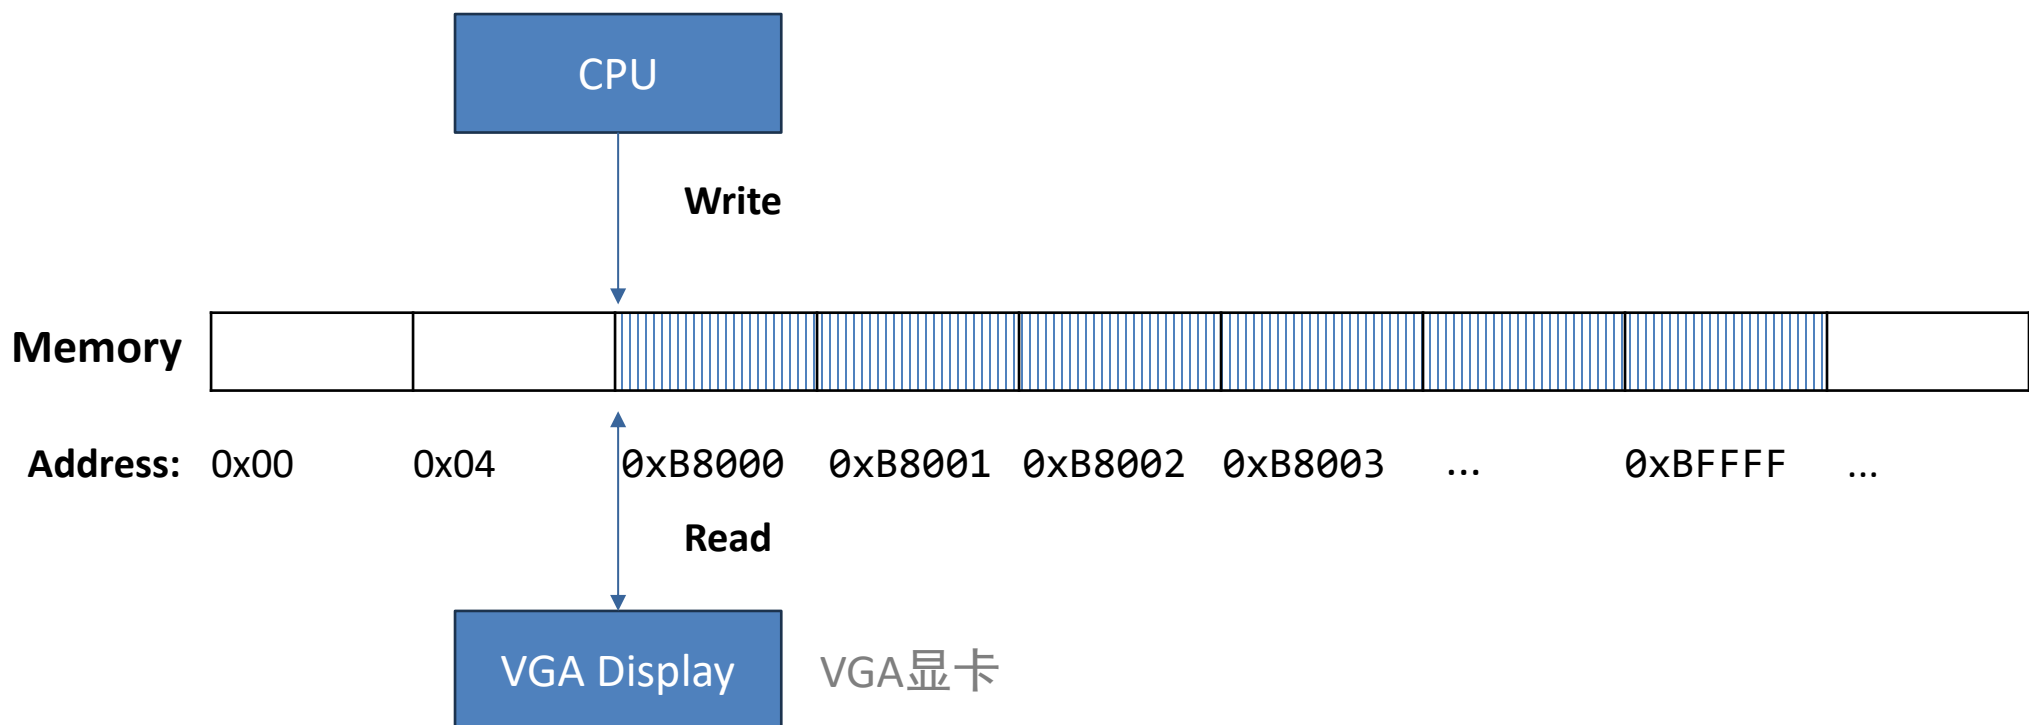 CPU
Write
Memory
Address: 0x00 0x04 0xB8000 0xB8001 0xB8002 0xB8003 ... 0xBFFFF ...
Read
VGA Display VGA显卡